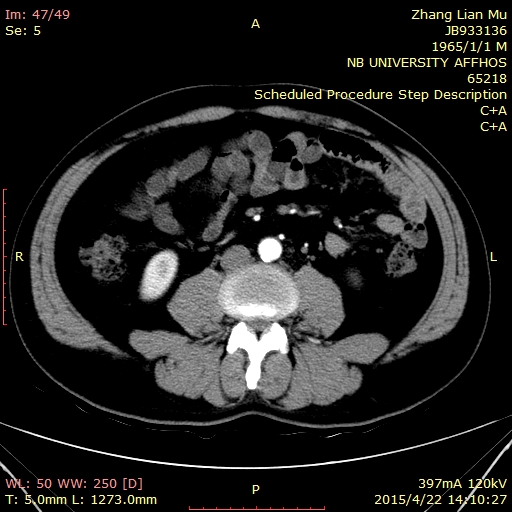 Im: 47/49
Se: 5
A
Zhang Lian Mu
JB933136
1965/1/1 M
NB UNIVERSITY AFFHOS
65218
Scheduled Procedure Step Description
C+A
C+A
R
L
WL: 50 WW: 250 [D]
T: 5.0mm L: 1273.0mm
P
397mA 120kV
2015/4/22 14:10:27